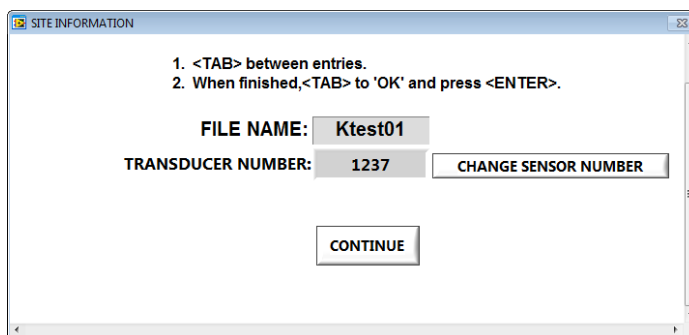 SITE INFORMATION
1. <TAB> between entries.
2. When finished,<TAB> to 'OK' and press <ENTER>.
FILE NAME: Ktest01
TRANSDUCER NUMBER: 1237 CHANGE SENSOR NUMBER
CONTINUE